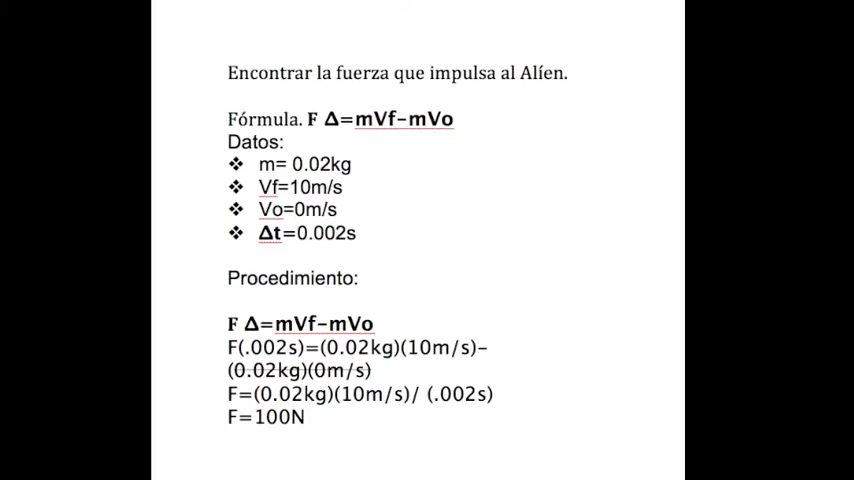 Encontrar la fuerza que impulsa al Alíen.
Fórmula. F Δ=mVf-mVo
Datos:
❖ m= 0.02kg
❖ Vf=10m/s
❖ Vo=0m/s
❖ Δt=0.002s
Procedimiento:
F Δ=mVf-mVo
F(.002s)=(0.02kg)(10m/s)-
(0.02kg)(0m/s)
F=(0.02kg)(10m/s)/ (.002s)
F=100N